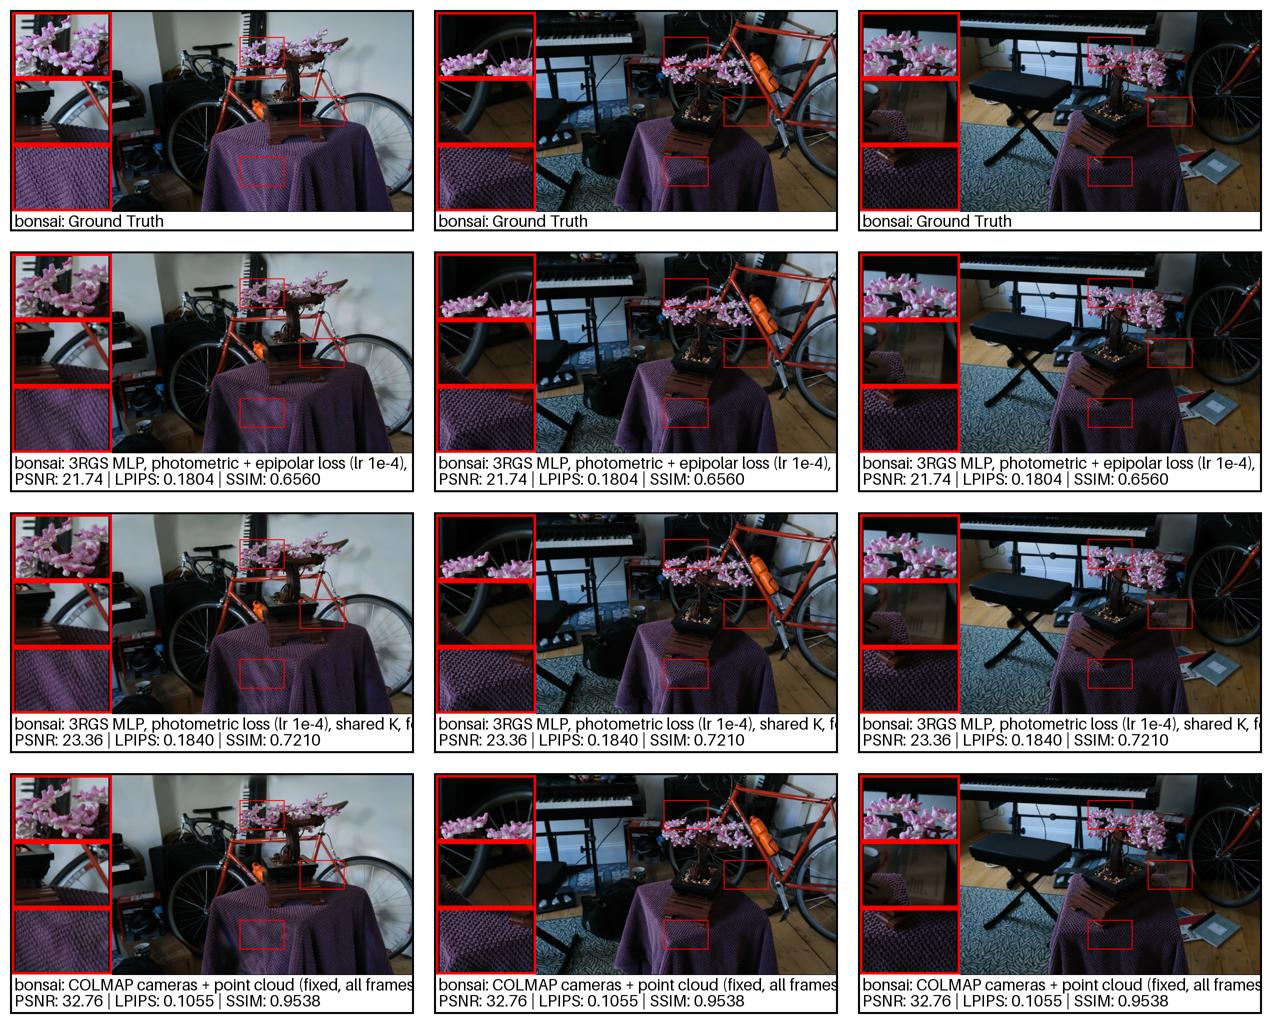 bonsai: Ground Truth
bonsai: Ground Truth
bonsai: Ground Truth
bonsai: 3RGS MLP, photometric + epipolar loss (lr 1e-4),
PSNR: 21.74 | LPIPS: 0.1804 | SSIM: 0.6560
bonsai: 3RGS MLP, photometric + epipolar loss (lr 1e-4),
PSNR: 21.74 | LPIPS: 0.1804 | SSIM: 0.6560
bonsai: 3RGS MLP, photometric + epipolar loss (lr 1e-4),
PSNR: 21.74 | LPIPS: 0.1804 | SSIM: 0.6560
bonsai: 3RGS MLP, photometric loss (lr 1e-4), shared K, f
PSNR: 23.36 | LPIPS: 0.1840 | SSIM: 0.7210
bonsai: 3RGS MLP, photometric loss (lr 1e-4), shared K, f
PSNR: 23.36 | LPIPS: 0.1840 | SSIM: 0.7210
bonsai: 3RGS MLP, photometric loss (lr 1e-4), shared K, f
PSNR: 23.36 | LPIPS: 0.1840 | SSIM: 0.7210
bonsai: COLMAP cameras + point cloud (fixed, all frames
PSNR: 32.76 | LPIPS: 0.1055 | SSIM: 0.9538
bonsai: COLMAP cameras + point cloud (fixed, all frames
PSNR: 32.76 | LPIPS: 0.1055 | SSIM: 0.9538
bonsai: COLMAP cameras + point cloud (fixed, all frames
PSNR: 32.76 | LPIPS: 0.1055 | SSIM: 0.9538